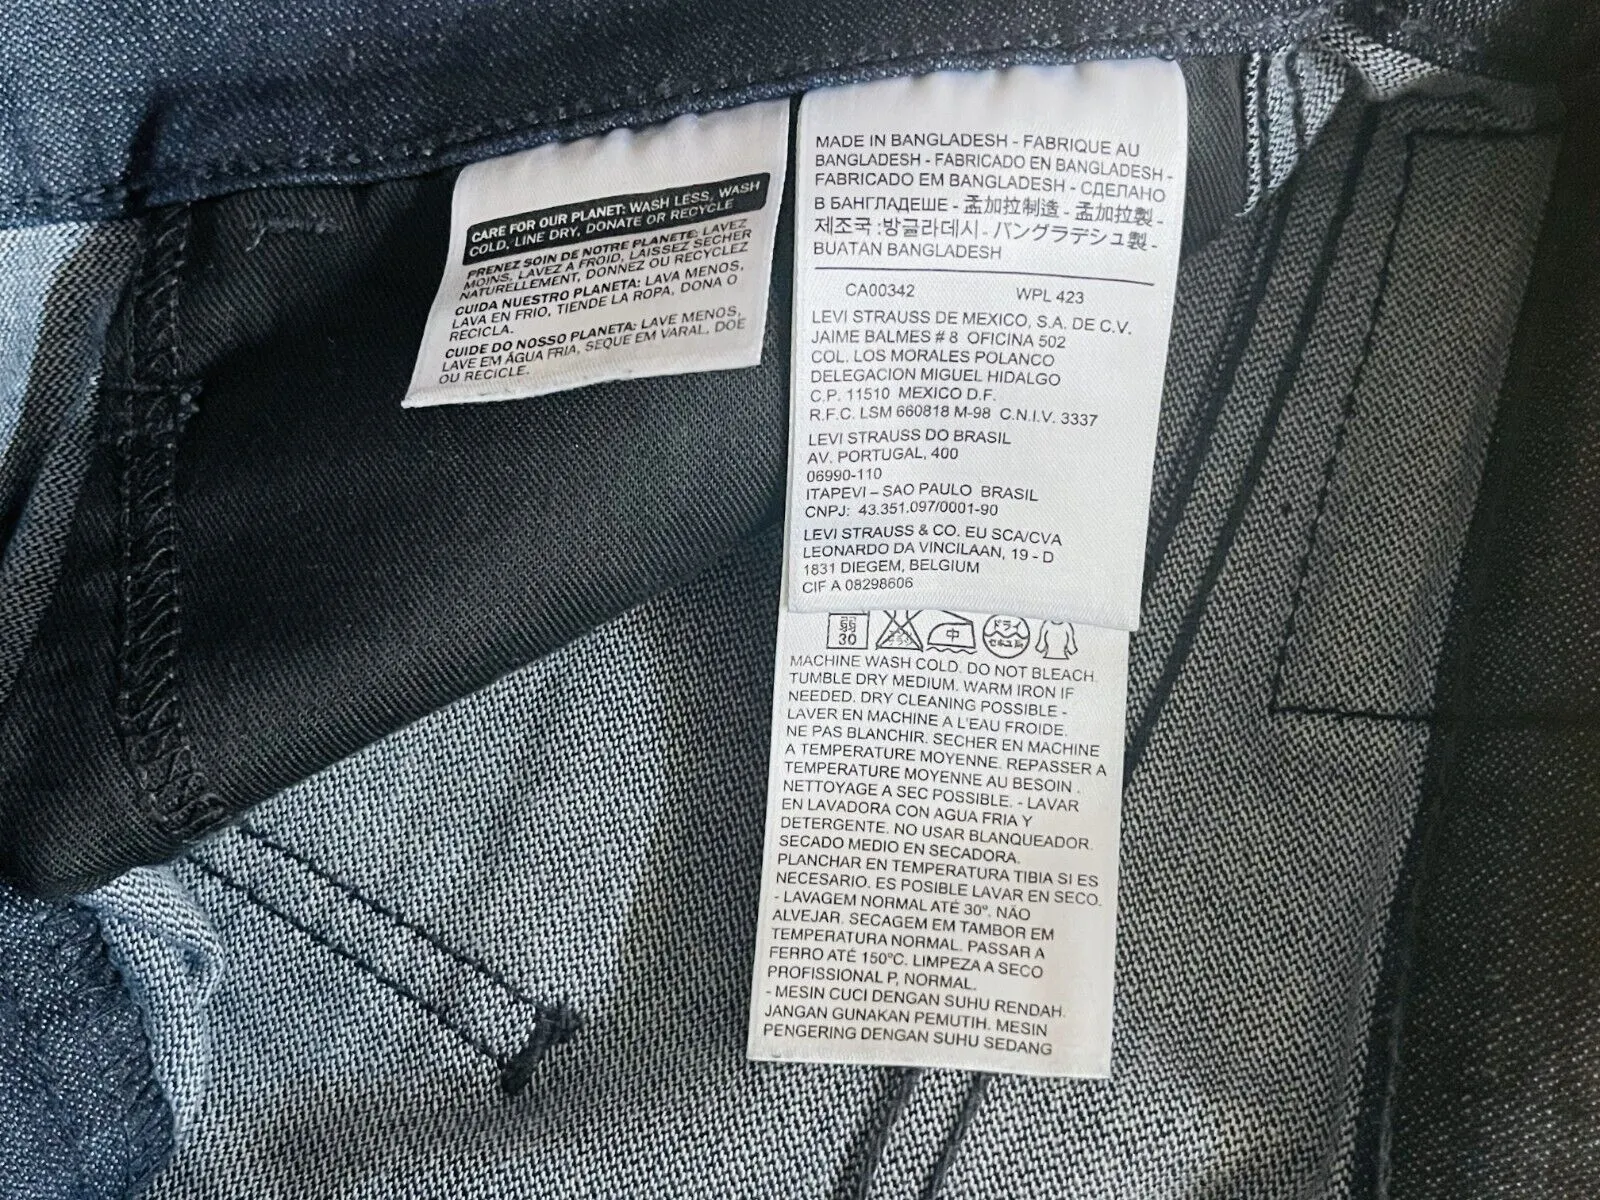 CARE FOR OUR PLANET: WASH LESS, WASH
COLD, LINE DRY, DONATE OR RECYCLE
PRENEZ SOIN DE NOTRE PLANETE: LAVEZ
MOINS, LAVEZ A FROID, LAISSEZ SECHER
NATURELLEMENT, DONNEZ OU RECYCLEZ
CUIDA NUESTRO PLANETA: LAVA MENOS,
LAVA EN FRIO, TIENDE LA ROPA, DONA O
RECICLA.
CUIDE DO NOSSO PLANETA: LAVE MENOS,
LAVE EM ÁGUA FRIA, SEQUE EM VARAL, DOE
OU RECICLE.
MADE IN BANGLADESH - FABRIQUE AU
BANGLADESH - FABRICADO EN BANGLADESH -
FABRICADO EM BANGLADESH - СДЕЛАНО
В БАНГЛАДЕШЕ - 孟加拉制造 - 孟加拉製 -
제조국 :방글라데시 - バングラデシュ製 -
BUATAN BANGLADESH
CA00342 WPL 423
LEVI STRAUSS DE MEXICO, S.A. DE C.V.
JAIME BALMES # 8 OFICINA 502
COL. LOS MORALES POLANCO
DELEGACION MIGUEL HIDALGO
C.P. 11510 MEXICO D.F.
R.F.C. LSM 660818 M-98 C.N.I.V. 3337
LEVI STRAUSS DO BRASIL
AV. PORTUGAL, 400
06990-110
ITAPEVI – SAO PAULO BRASIL
CNPJ: 43.351.097/0001-90
LEVI STRAUSS & CO. EU SCA/CVA
LEONARDO DA VINCILAAN, 19 - D
1831 DIEGEM, BELGIUM
CIF A 08298606
30 中 ドライ
MACHINE WASH COLD. DO NOT BLEACH.
TUMBLE DRY MEDIUM. WARM IRON IF
NEEDED. DRY CLEANING POSSIBLE -
LAVER EN MACHINE A L'EAU FROIDE.
NE PAS BLANCHIR. SECHER EN MACHINE
A TEMPERATURE MOYENNE. REPASSER A
TEMPERATURE MOYENNE AU BESOIN .
NETTOYAGE A SEC POSSIBLE. - LAVAR
EN LAVADORA CON AGUA FRIA Y
DETERGENTE. NO USAR BLANQUEADOR.
SECADO MEDIO EN SECADORA.
PLANCHAR EN TEMPERATURA TIBIA SI ES
NECESARIO. ES POSIBLE LAVAR EN SECO.
- LAVAGEM NORMAL ATÉ 30º. NÃO
ALVEJAR. SECAGEM EM TAMBOR EM
TEMPERATURA NORMAL. PASSAR A
FERRO ATÉ 150ºC. LIMPEZA A SECO
PROFISSIONAL P, NORMAL.
- MESIN CUCI DENGAN SUHU RENDAH.
JANGAN GUNAKAN PEMUTIH. MESIN
PENGERING DENGAN SUHU SEDANG